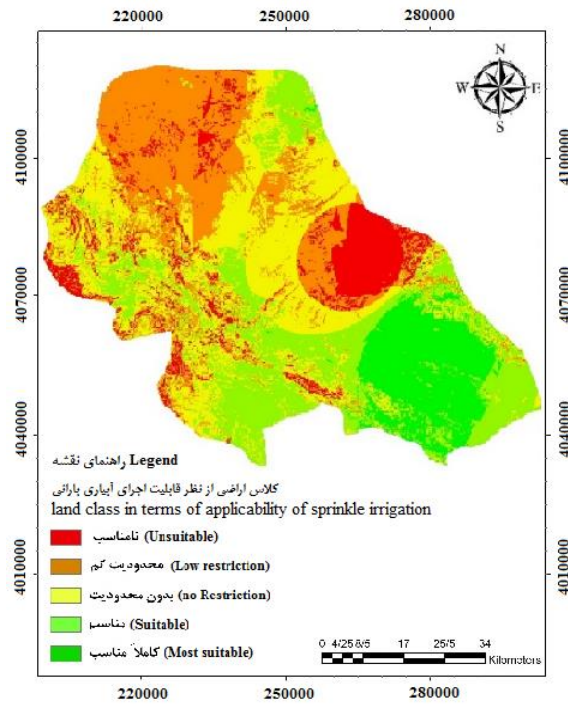 220000 250000 280000
N
W E
S
4100000 4100000
4070000 4070000
4040000 4040000
4010000 4010000
راهنمای نقشه Legend
کلاس اراضی از نظر قابلیت اجرای آبیاری بارانی
land class in terms of applicability of sprinkle irrigation
نامناسب (Unsuitable)
محدودیت کم (Low restriction)
بدون محدودیت (no Restriction)
مناسب (Suitable)
کاملاً مناسب (Most suitable)
0 4/25 8/5 17 25/5 34
Kilometers
220000 250000 280000